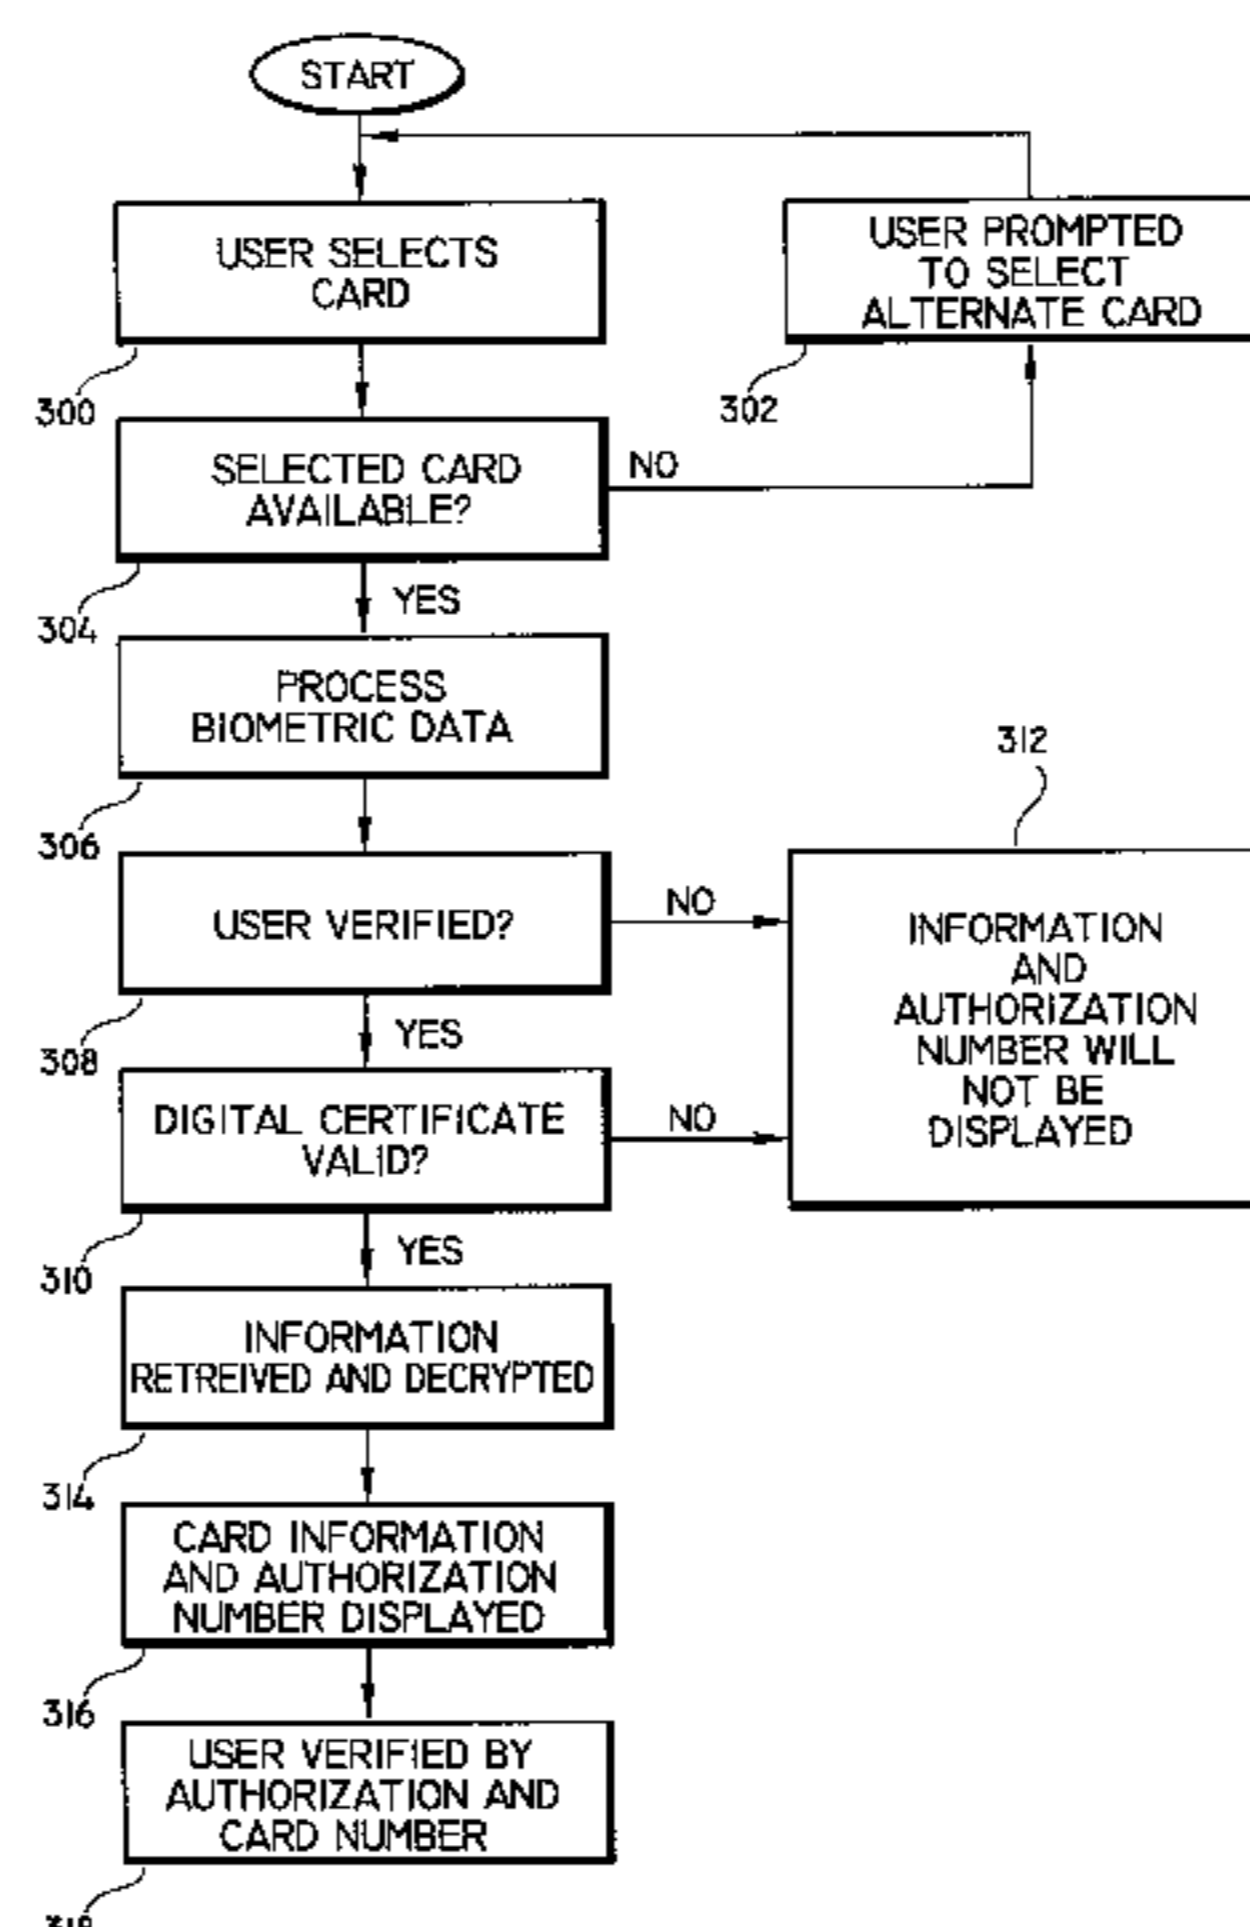 START
USER SELECTS
CARD
300
USER PROMPTED
TO SELECT
ALTERNATE CARD
302
SELECTED CARD
AVAILABLE?
NO
304
YES
PROCESS
BIOMETRIC DATA
306
USER VERIFIED?
NO
308
YES
312
INFORMATION
AND
AUTHORIZATION
NUMBER WILL
NOT BE
DISPLAYED
DIGITAL CERTIFICATE
VALID?
NO
310
YES
INFORMATION
RETREIVED AND DECRYPTED
314
CARD INFORMATION
AND AUTHORIZATION
NUMBER DISPLAYED
316
USER VERIFIED BY
AUTHORIZATION AND
CARD NUMBER